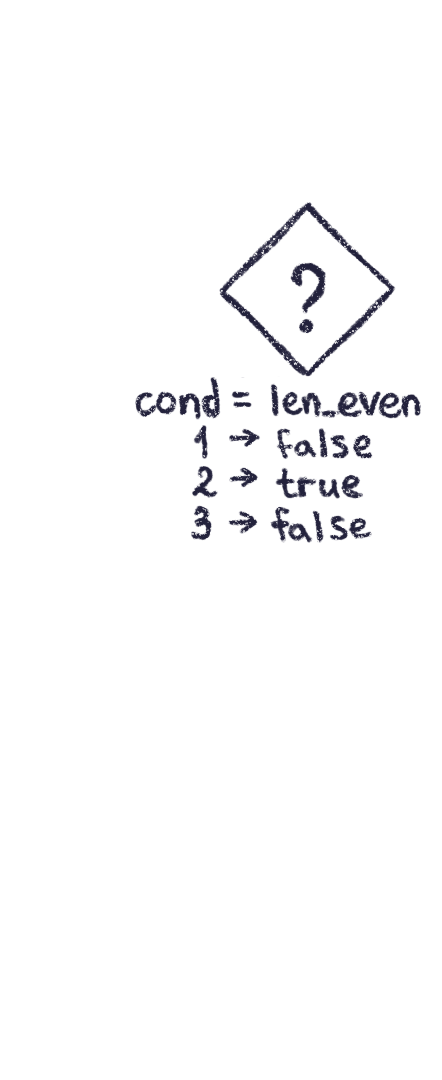 ?
cond = len_even
1 → false
2 → true
3 → false